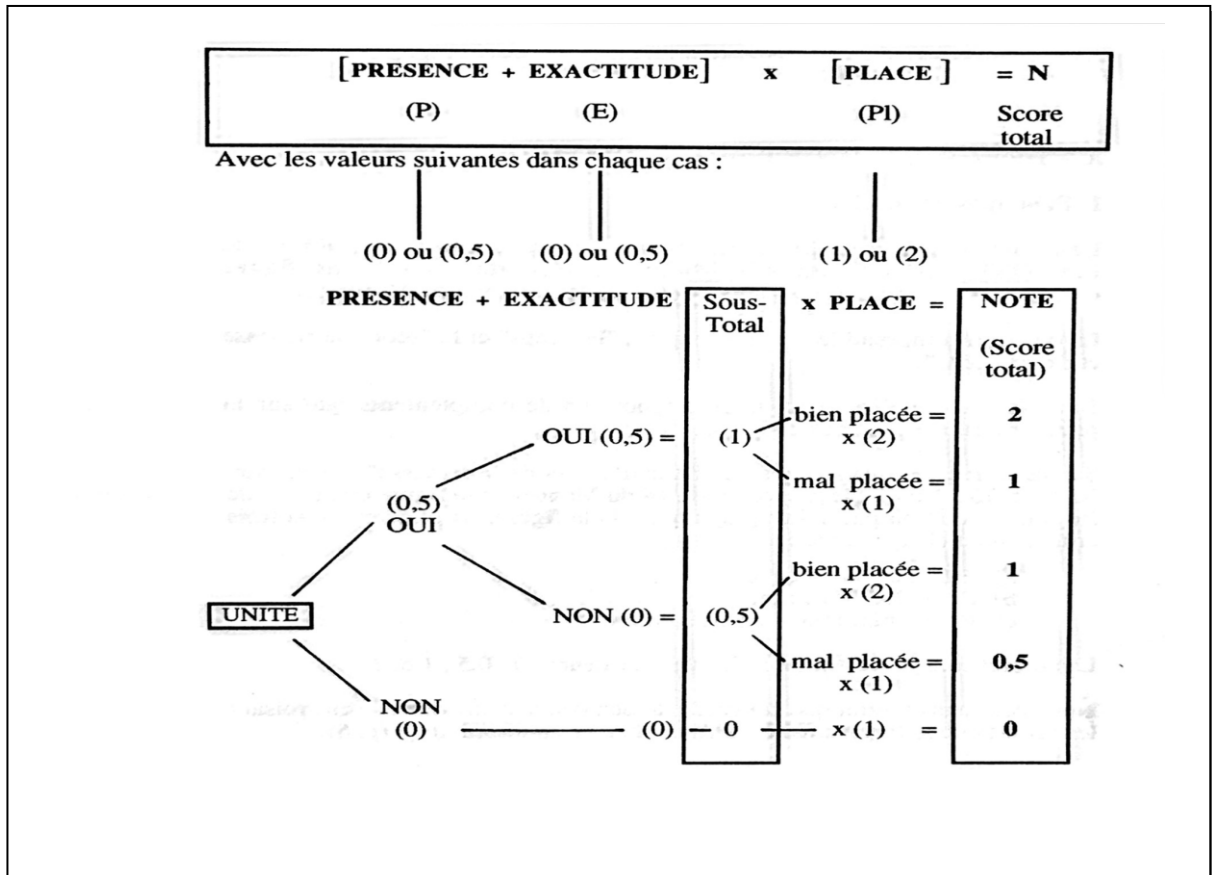 [PRESENCE + EXACTITUDE] x [PLACE ] = N
(P) (E) (Pl) Score
total
Avec les valeurs suivantes dans chaque cas :
(0) ou (0,5) (0) ou (0,5) (1) ou (2)
PRESENCE + EXACTITUDE Sous- x PLACE = NOTE
Total
(Score
total)
bien placée = 2
OUI (0,5) = (1) x (2)
mal placée = 1
x (1)
(0,5)
OUI
bien placée = 1
x (2)
UNITE NON (0) = (0,5)
mal placée = 0,5
x (1)
NON
(0) (0) 0 x (1) = 0